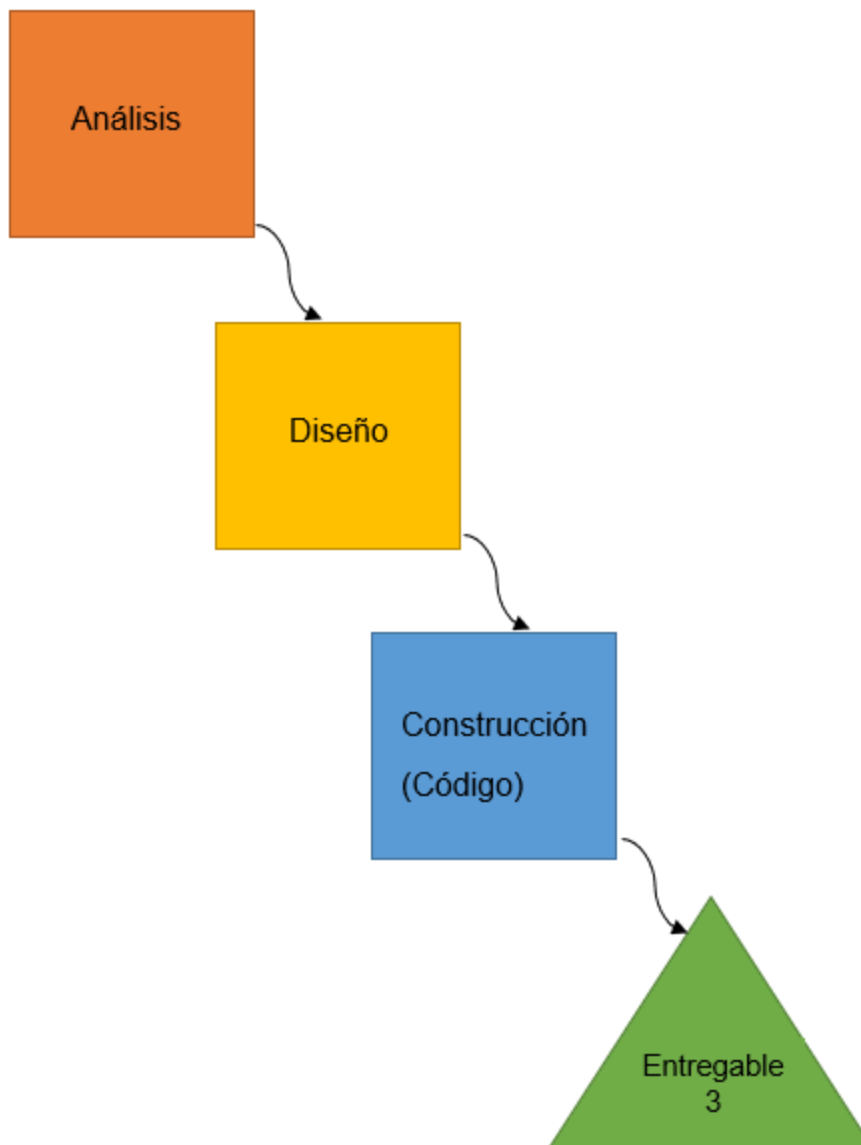 Análisis
Diseño
Construcción
(Código)
Entregable
3